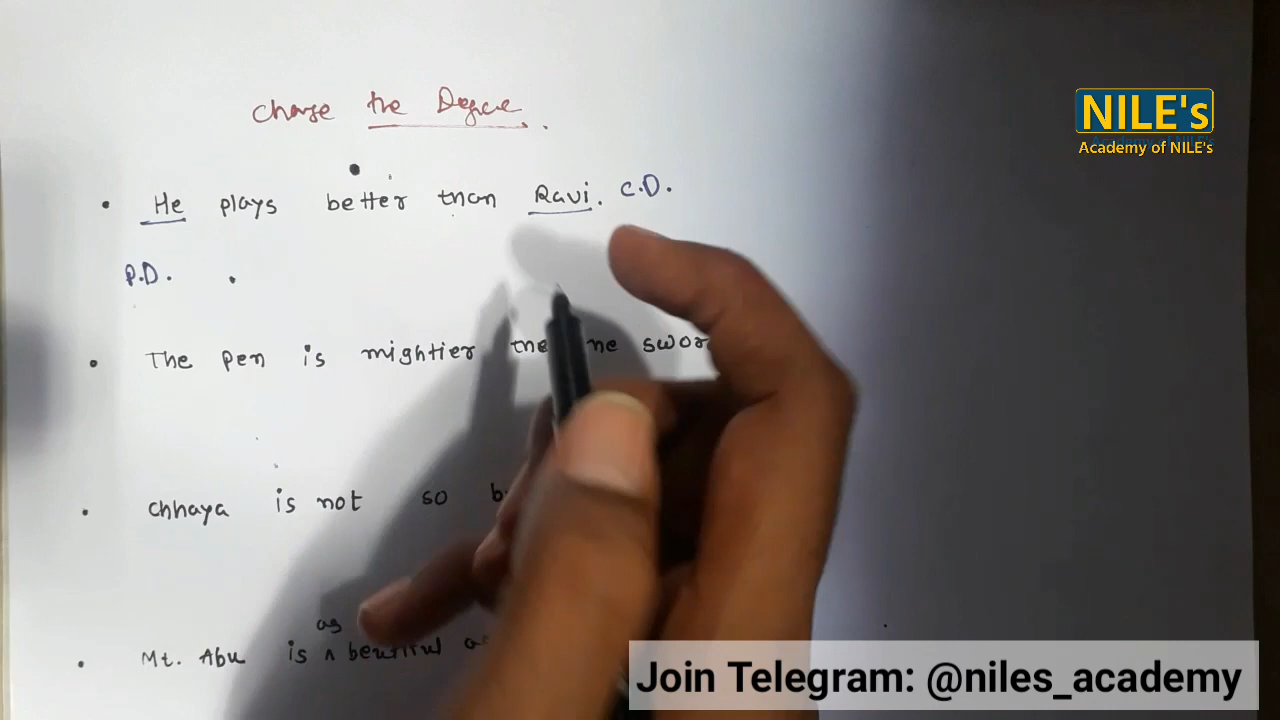 Change the Degree.
NILE's
Academy of NILE's
• He plays better than Ravi. C.D.
P.D. .
• The pen is mightier the
• Chhaya is not so
as
• Mt. Abu is ^
Join Telegram: @niles_academy